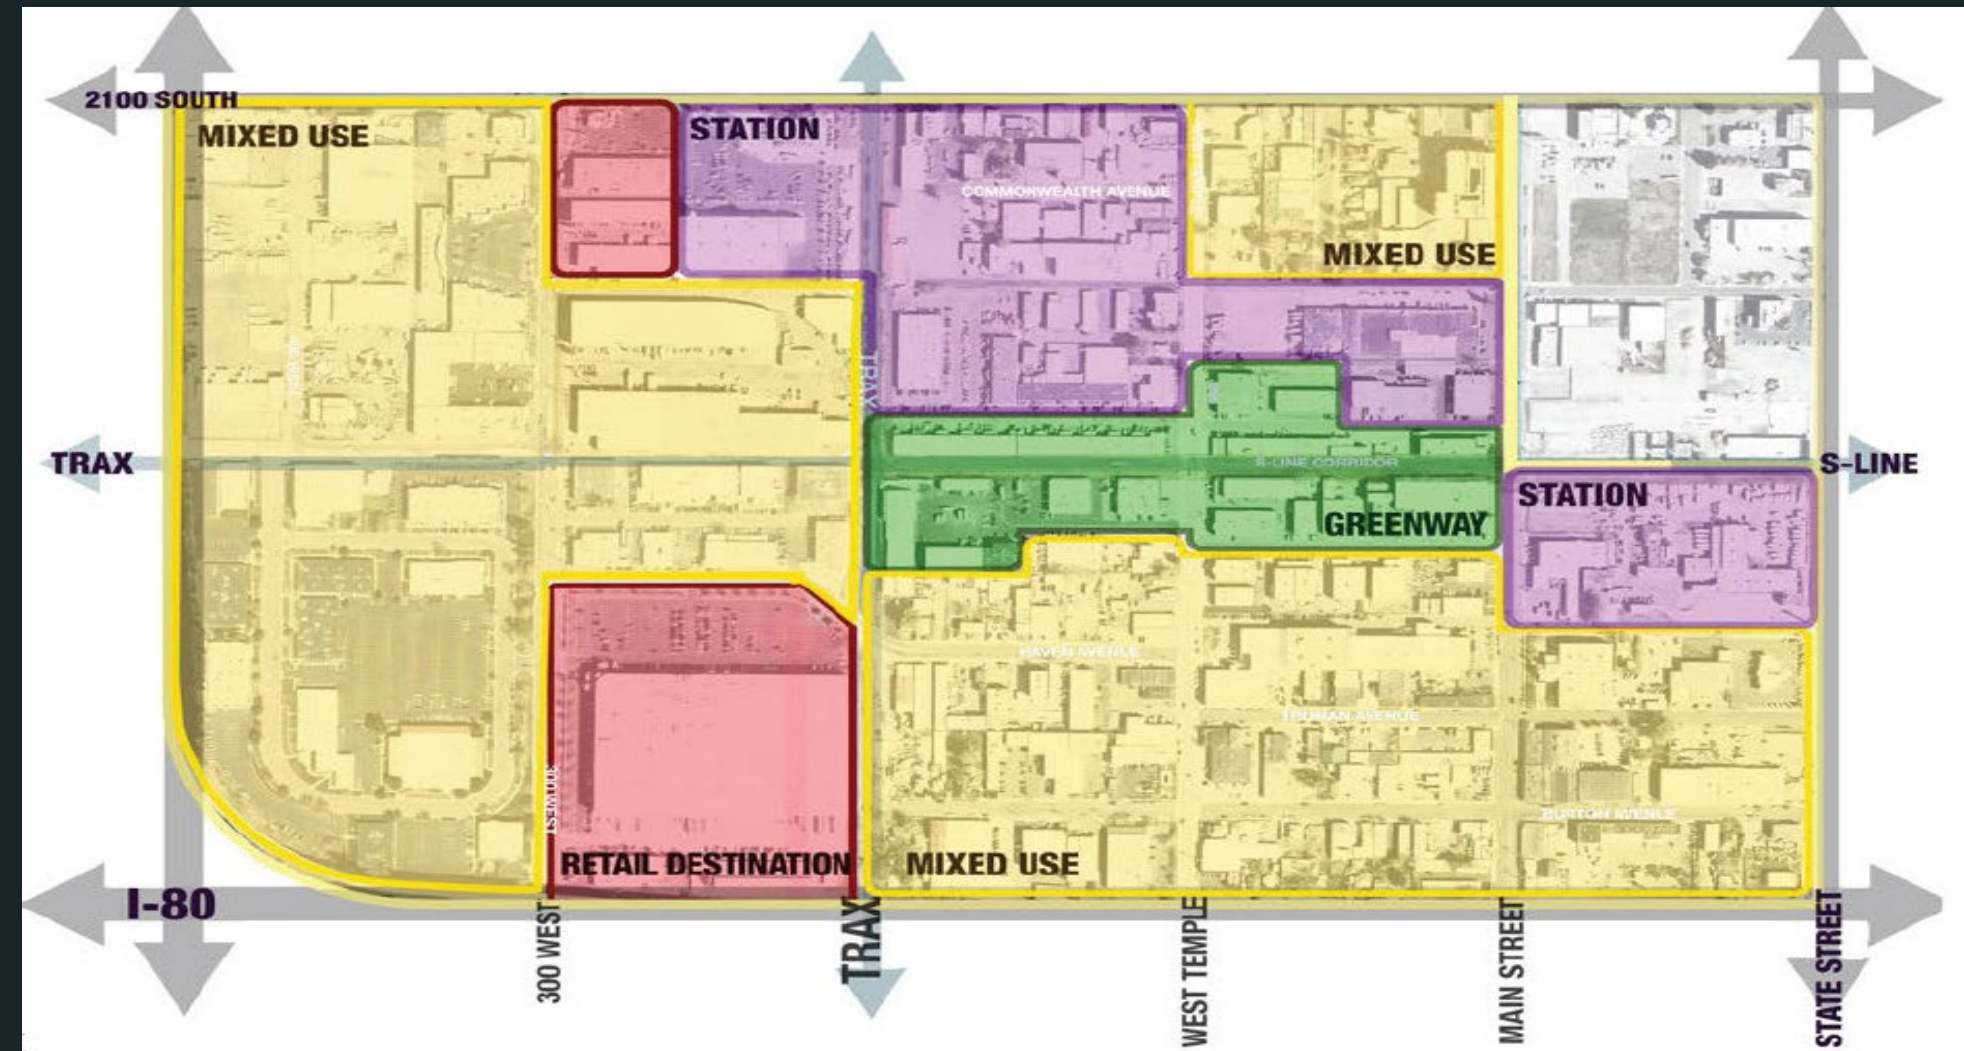 2100 SOUTH
MIXED USE
STATION
COMMONWEALTH AVENUE
MIXED USE
TRAX
TRAX
S-LINE CORRIDOR
S-LINE
STATION
GREENWAY
HAVEN AVENUE
TRUMAN AVENUE
BURTON AVENUE
RETAIL DESTINATION
MIXED USE
I-80
300 WEST
TRAX
WEST TEMPLE
MAIN STREET
STATE STREET